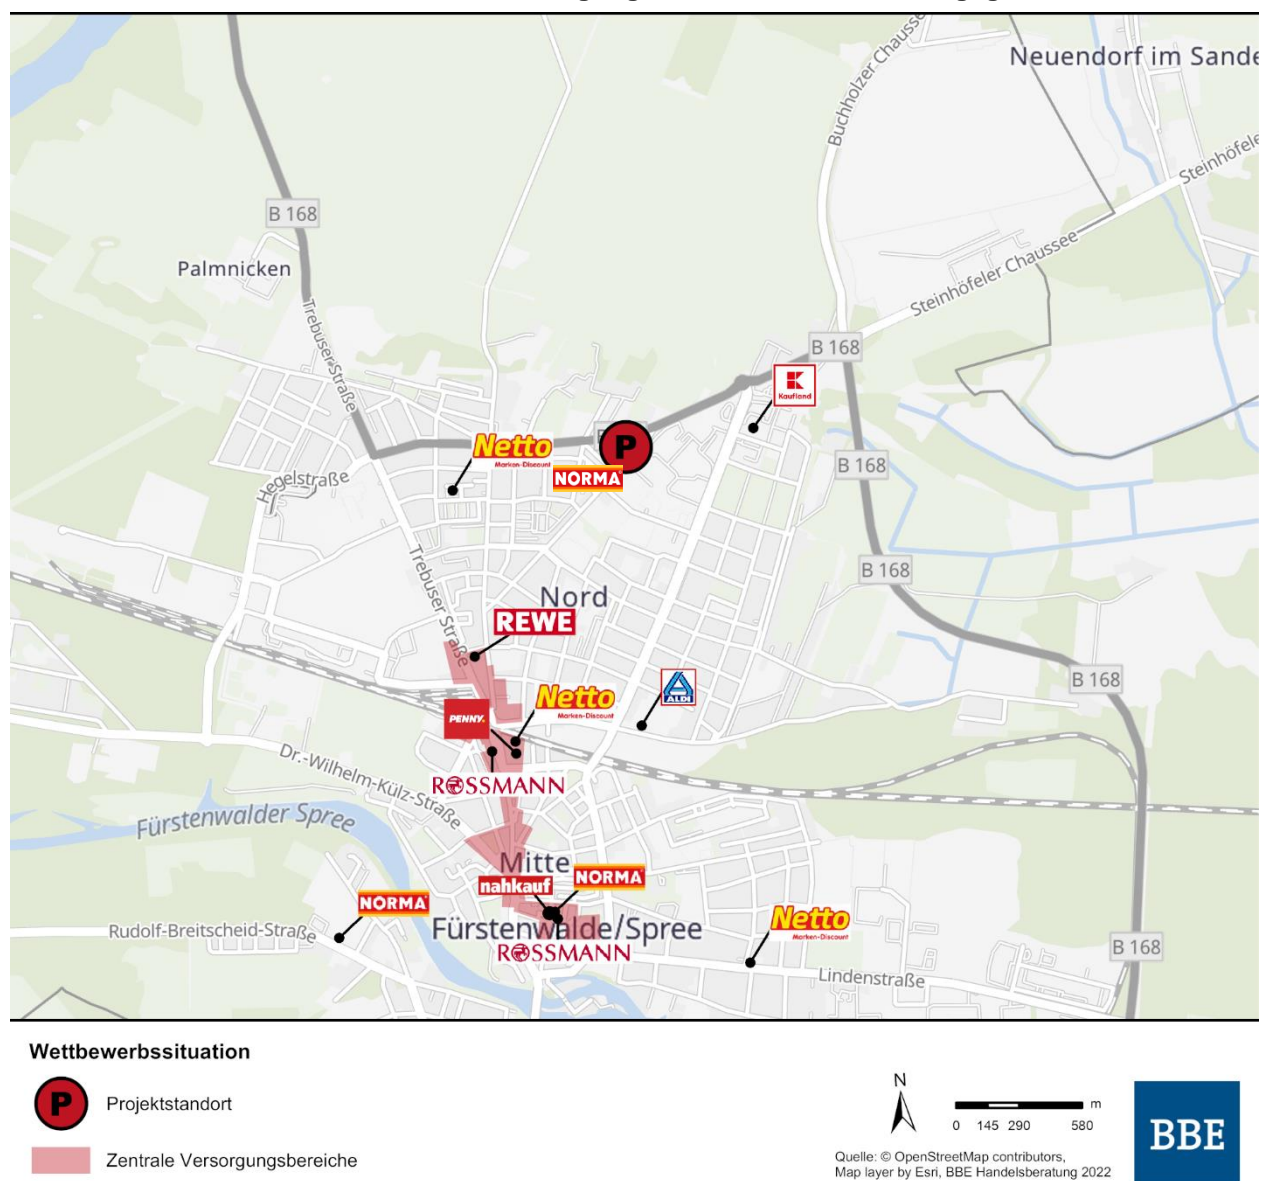 Neuendorf im Sande
Buchholzer Chaussee
Steinhöfele
B 168
Palmnicken
Steinhöfeler Chaussee
Trebuser Straße
B 168
K
Kaufland
P
Netto
Marken-Discount
NORMA
B 168
Hegelstraße
Trebuser Straße
B 168
Nord
REWE
B 168
ALDI
Netto
Marken-Discount
PENNY.
Dr.-Wilhelm-Külz-Straße
ROSSMANN
Fürstenwalder Spree
Mitte
nahkauf
NORMA
NORMA
Netto
Marken-Discount
Rudolf-Breitscheid-Straße
Fürstenwalde/Spree
B 168
ROSSMANN
Lindenstraße
Wettbewerbssituation
P Projektstandort
Zentrale Versorgungsbereiche
N
m
0 145 290 580
Quelle: © OpenStreetMap contributors,
Map layer by Esri, BBE Handelsberatung 2022
BBE